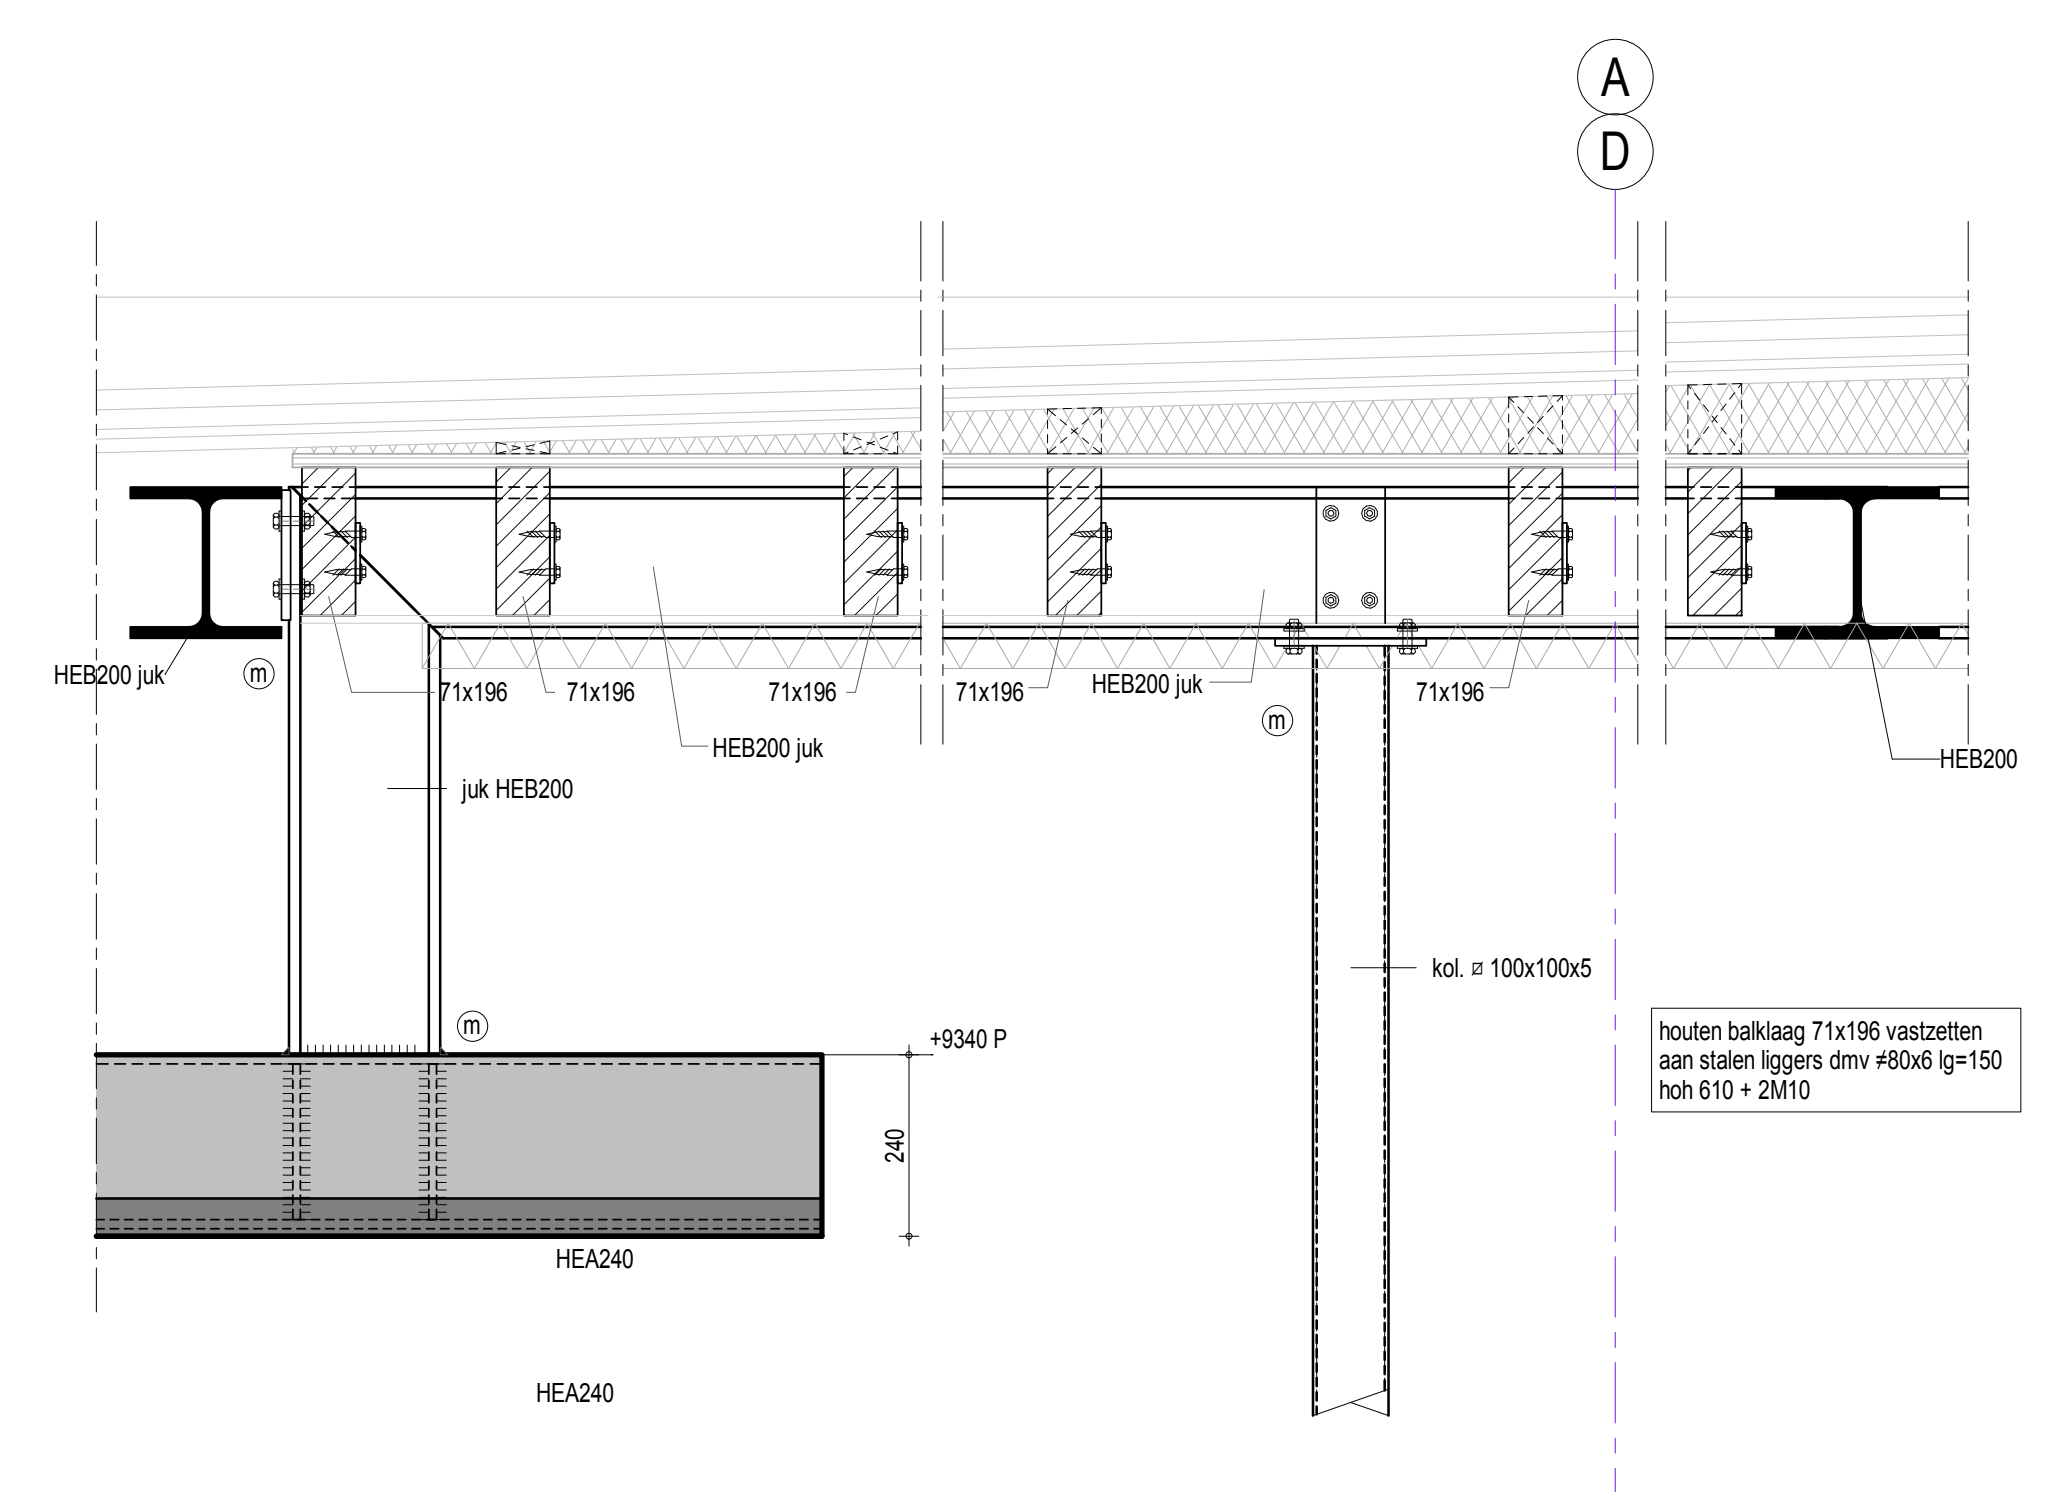 A
D
HEB200 juk
m
71x196
71x196
71x196
71x196
HEB200 juk
71x196
m
HEB200 juk
HEB200
juk HEB200
kol. ⧄ 100x100x5
m
+9340 P
houten balklaag 71x196 vastzetten
aan stalen liggers dmv ≠80x6 lg=150
hoh 610 + 2M10
240
HEA240
HEA240